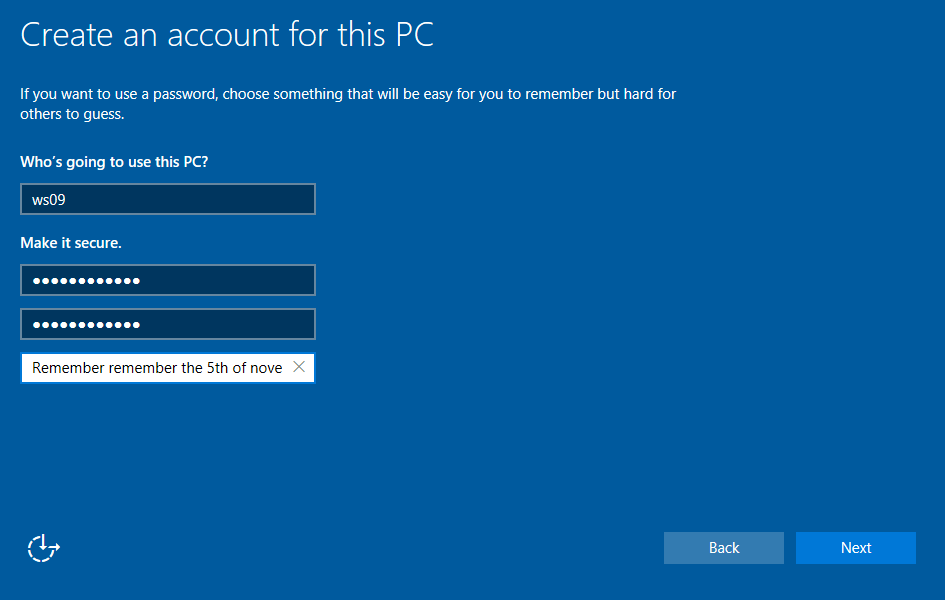 Create an account for this PC
If you want to use a password, choose something that will be easy for you to remember but hard for
others to guess.
Who's going to use this PC?
ws09
Make it secure.
●●●●●●●●●●●●
●●●●●●●●●●●●
Remember remember the 5th of nove
Back Next